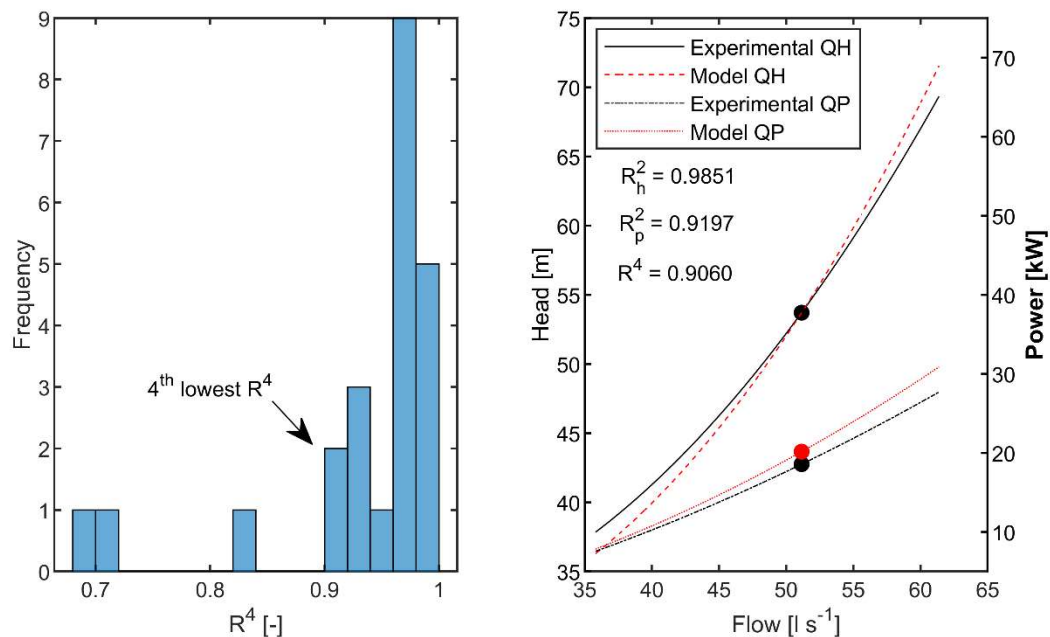 9
8
7
6
5
4
3
2
1
0
Frequency
4th lowest R4
0.7 0.8 0.9 1
R4 [-]
75
70
65
60
55
50
45
40
35
Head [m]
Experimental QH
Model QH
Experimental QP
Model QP
R2h = 0.9851
R2p = 0.9197
R4 = 0.9060
70
60
50
40
30
20
10
Power [kW]
35 40 45 50 55 60 65
Flow [l s-1]